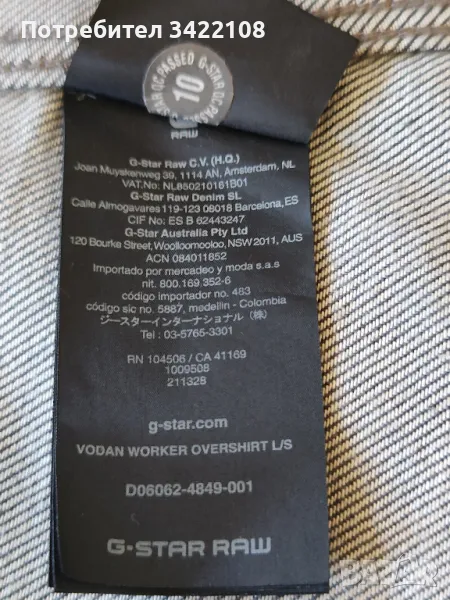 Потребител 3422108
QC PASSED G-STAR QC PASSED G-STAR
10
RAW
G-Star Raw C.V. (H.Q.)
Joan Muyskenweg 39, 1114 AN, Amsterdam, NL
VAT.No: NL850210161B01
G-Star Raw Denim SL
Calle Almogavares 119-123 08018 Barcelona, ES
CIF No: ES B 62443247
G-Star Australia Pty Ltd
120 Bourke Street, Woolloomooloo, NSW 2011, AUS
ACN 084011852
Importado por mercadeo y moda s.a.s
nit. 800.169.352-6
código importador no. 463
código sic no. 5887, medellin - Colombia
ジースターインターナショナル (株)
Tel : 03-5765-3301
RN 104506 / CA 41169
1009508
211328
g-star.com
VODAN WORKER OVERSHIRT L/S
D06062-4849-001
G-STAR RAW
bazar